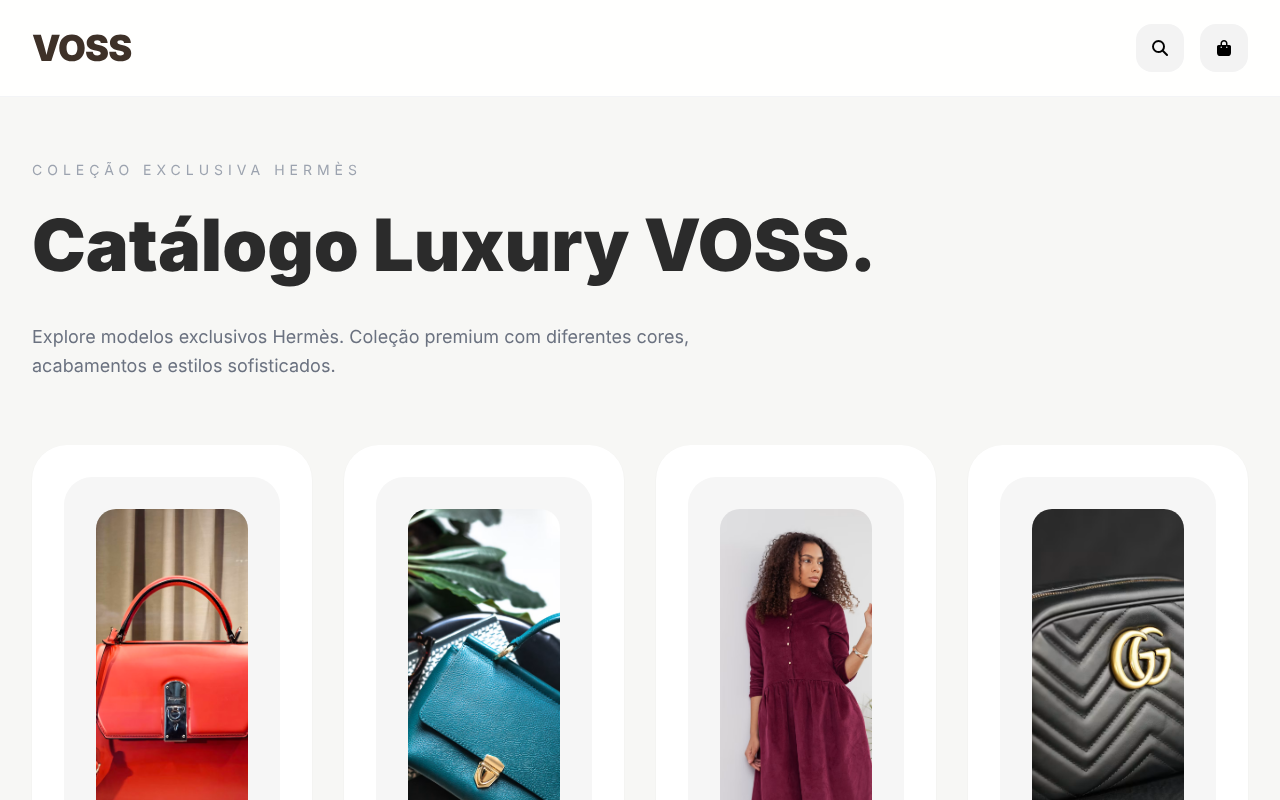 VOSS
COLEÇÃO EXCLUSIVA HERMÈS
Catálogo Luxury VOSS.
Explore modelos exclusivos Hermès. Coleção premium com diferentes cores,
acabamentos e estilos sofisticados.